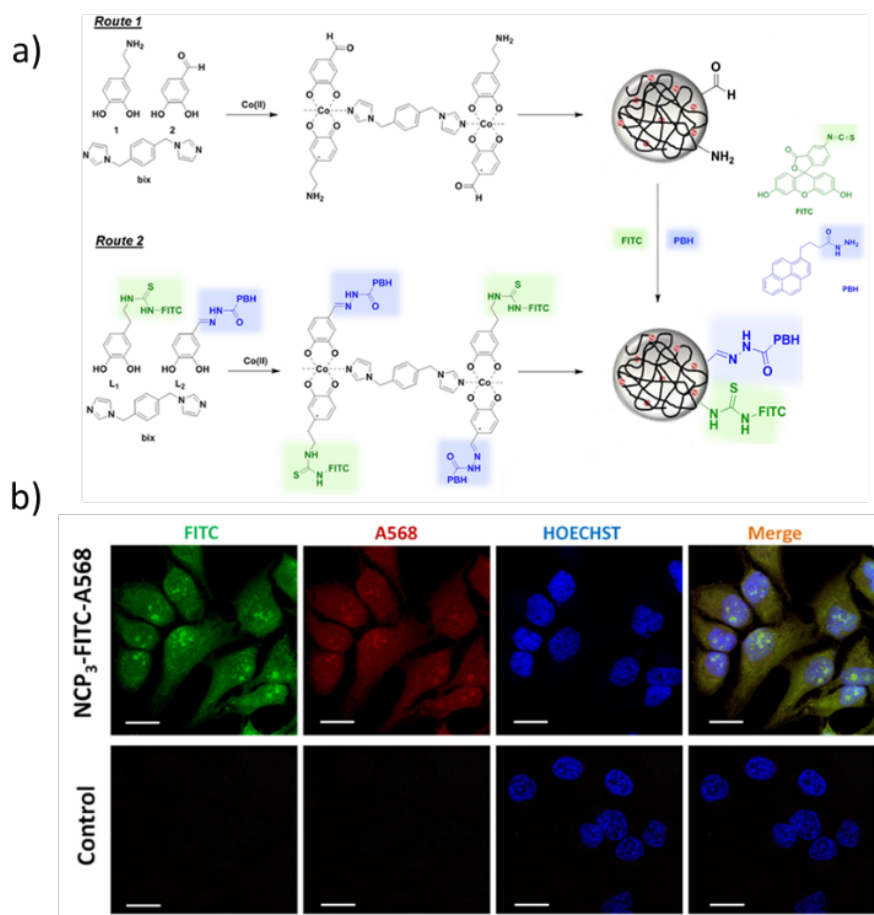 a)
Route 1
NH2
O
H
HO OH
HO OH
1
2
N N N N
bix
Co(II)
H O
NH2
O O
Co
O O
N N N N
O O
Co
O O
NH2
H O
O
H
NH2
N=C=S
O
O
HO O OH
FITC
O
N NH2
H
PBH
FITC PBH
Route 2
S
HN
HN-FITC
PBH
N-NH
O
HO OH
HO OH
L1
L2
N N N N
bix
Co(II)
PBH
N-NH
O
S
HN
HN-FITC
O O
Co
O O
N N N N
O O
Co
O O
NH
S
N-FITC
H
O
N
NH
PBH
H
N
N
PBH
O
S
N
H
N
H
FITC
b)
FITC A568 HOECHST Merge
NCP3-FITC-A568
Control